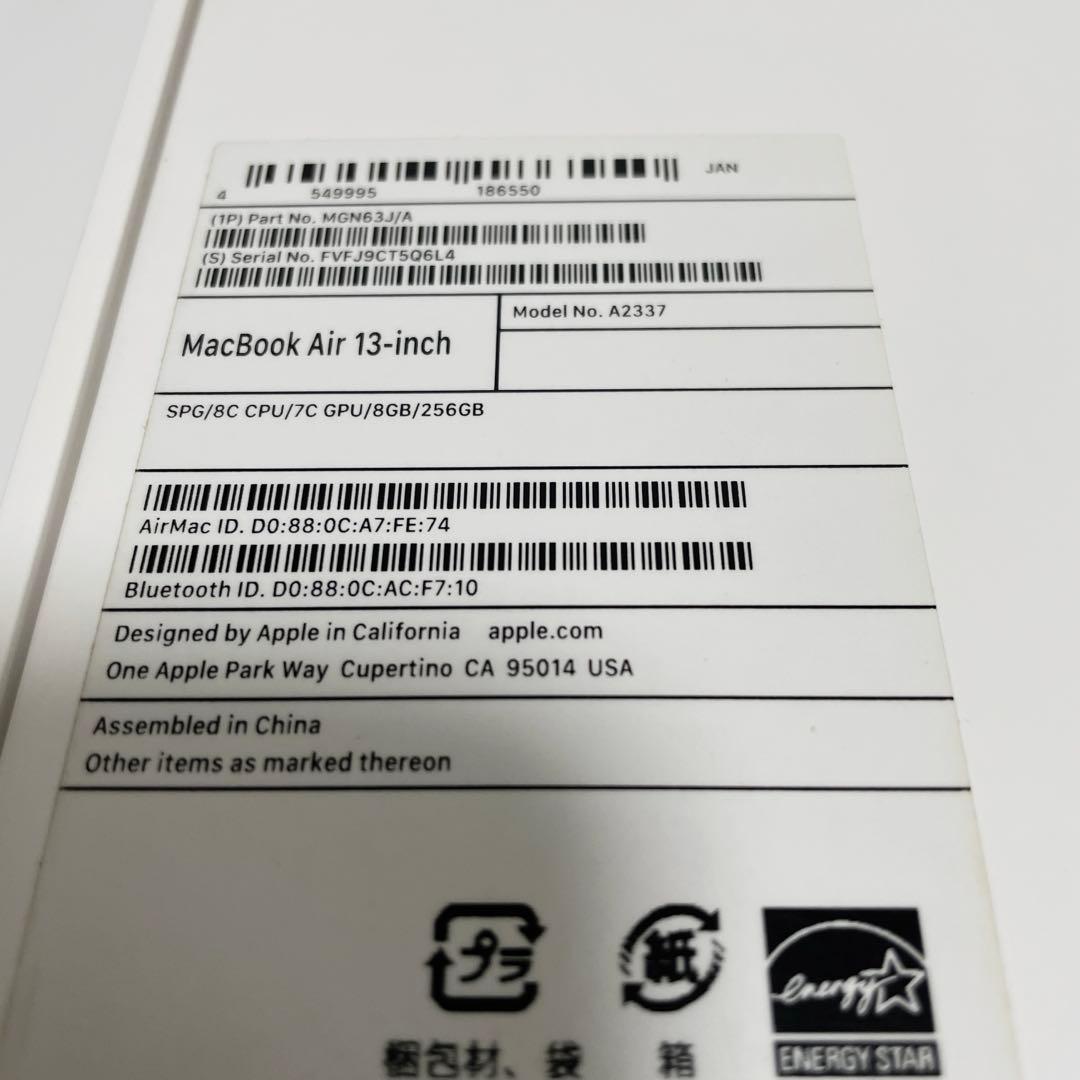 JAN
4 549995 186550
(1P) Part No. MGN63J/A
(S) Serial No. FVFJ9CT5Q6L4
MacBook Air 13-inch
Model No. A2337
SPG/8C CPU/7C GPU/8GB/256GB
AirMac ID. D0:88:0C:A7:FE:74
Bluetooth ID. D0:88:0C:AC:F7:10
Designed by Apple in California apple.com
One Apple Park Way Cupertino CA 95014 USA
Assembled in China
Other items as marked thereon
プラ
紙
energy
ENERGY STAR
梱包材、袋
箱